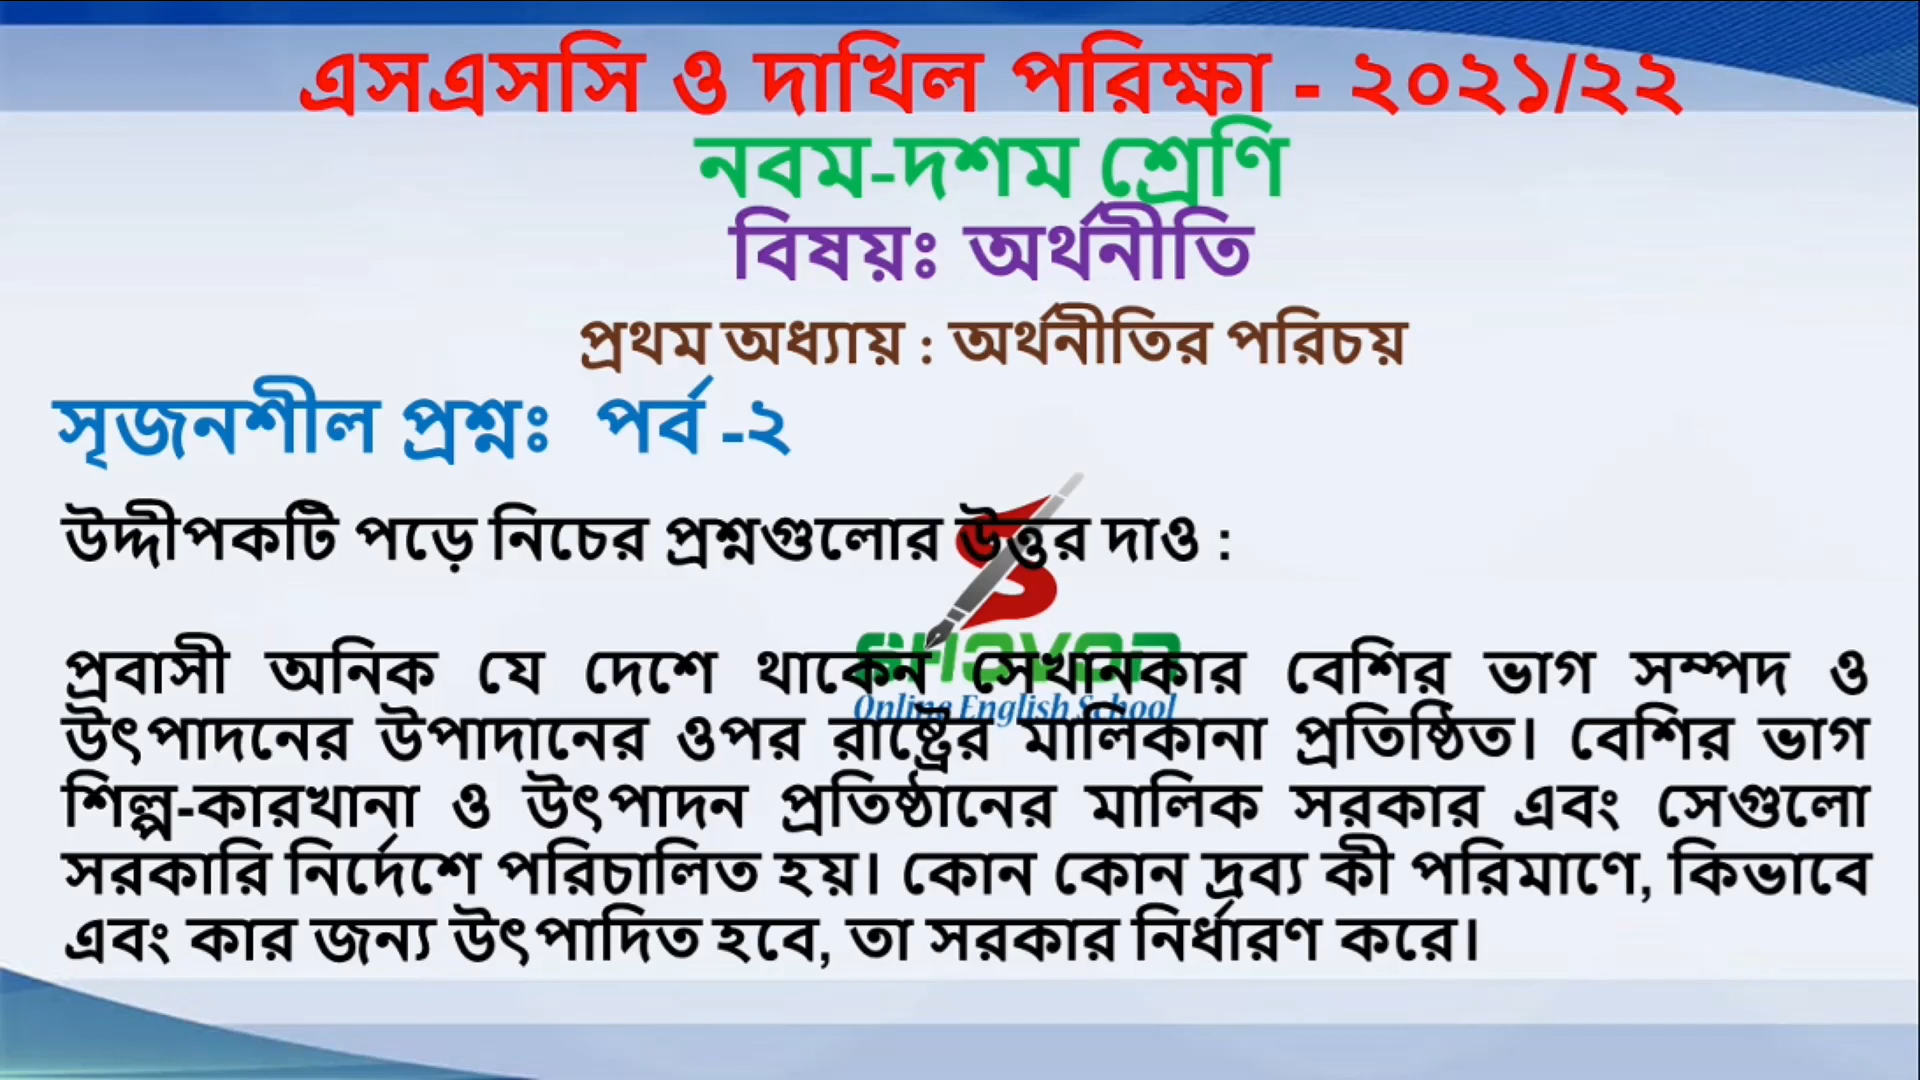 এসএসসি ও দাখিল পরিক্ষা - ২০২১/২২
নবম-দশম শ্রেণি
বিষয়ঃ অর্থনীতি
প্রথম অধ্যায় : অর্থনীতির পরিচয়
সৃজনশীল প্রশ্নঃ পর্ব -২
উদ্দীপকটি পড়ে নিচের প্রশ্নগুলোর উত্তর দাও :
প্রবাসী অনিক যে দেশে থাকেন সেখানকার বেশির ভাগ সম্পদ ও
Online English School
উৎপাদনের উপাদানের ওপর রাষ্ট্রের মালিকানা প্রতিষ্ঠিত। বেশির ভাগ
শিল্প-কারখানা ও উৎপাদন প্রতিষ্ঠানের মালিক সরকার এবং সেগুলো
সরকারি নির্দেশে পরিচালিত হয়। কোন কোন দ্রব্য কী পরিমাণে, কিভাবে
এবং কার জন্য উৎপাদিত হবে, তা সরকার নির্ধারণ করে।